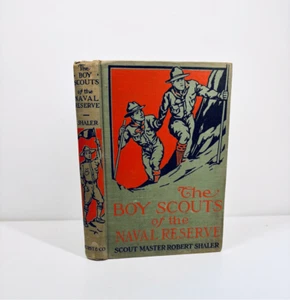 The
BOY SCOUTS
of the
NAVAL
RESERVE
SHALER
The
BOY SCOUTS
of the
NAVAL RESERVE
SCOUT MASTER ROBERT SHALER